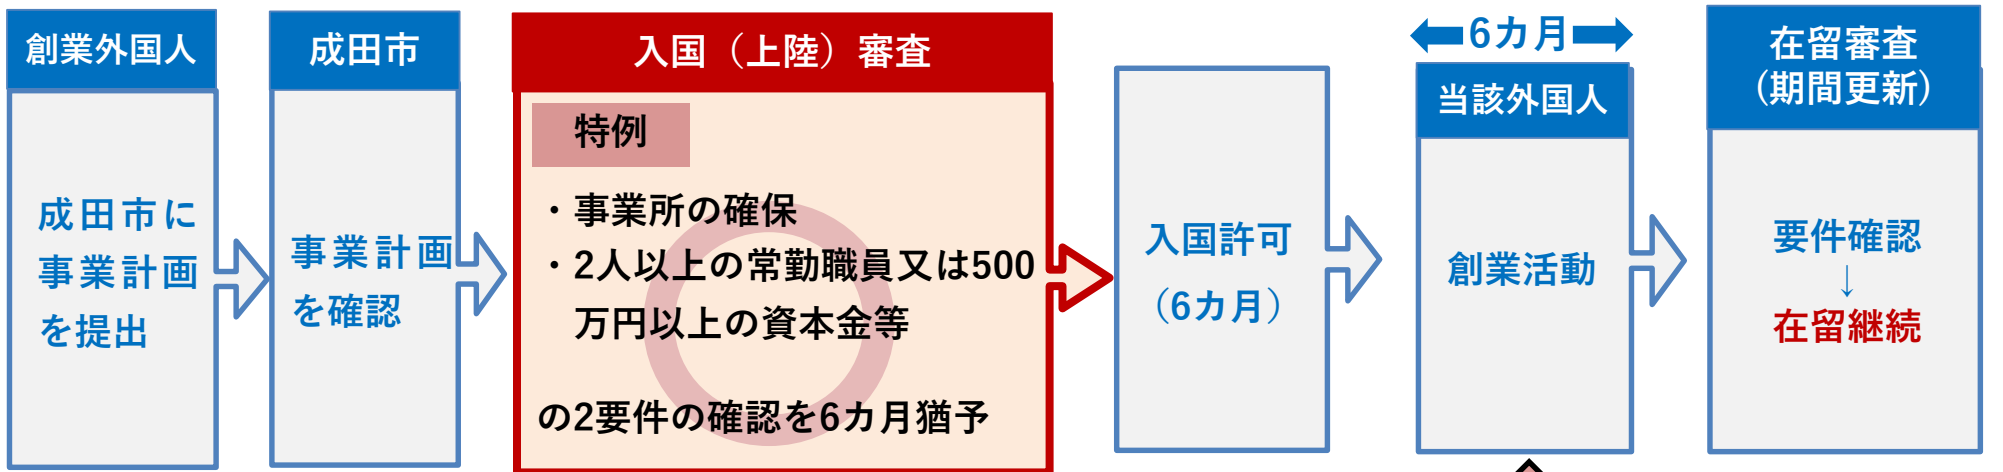 創業外国人
成田市に
事業計画
を提出
成田市
事業計画
を確認
入国（上陸）審査
特例
・事業所の確保
・2人以上の常勤職員又は500
万円以上の資本金等
の2要件の確認を6カ月猶予
入国許可
（6カ月）
6カ月
当該外国人
創業活動
在留審査
（期間更新）
要件確認
↓
在留継続